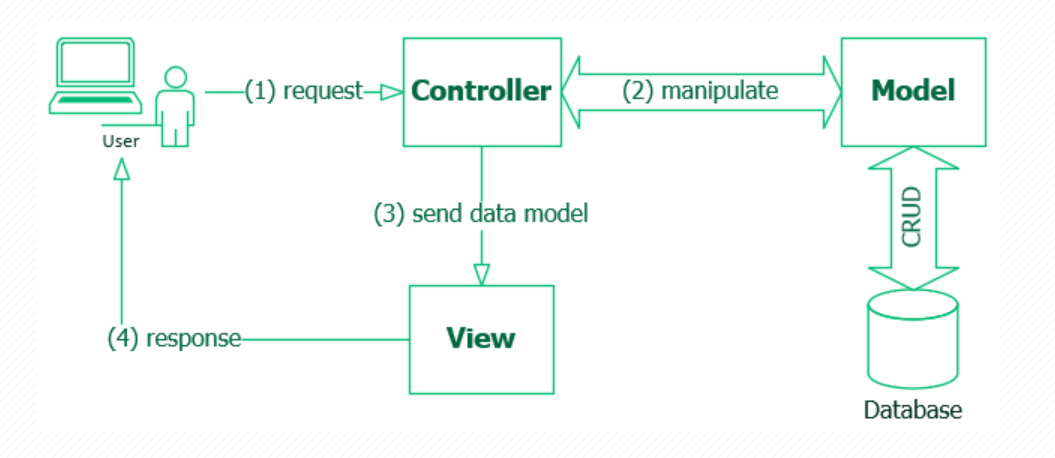 (1) request
Controller
(2) manipulate
Model
User
CRUD
(3) send data model
(4) response
View
Database